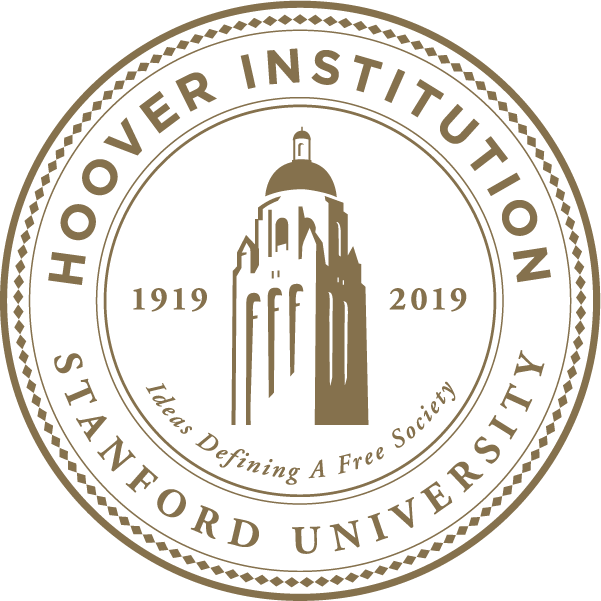 HOOVER INSTITUTION
1919 2019
Ideas Defining A Free Society
STANFORD UNIVERSITY